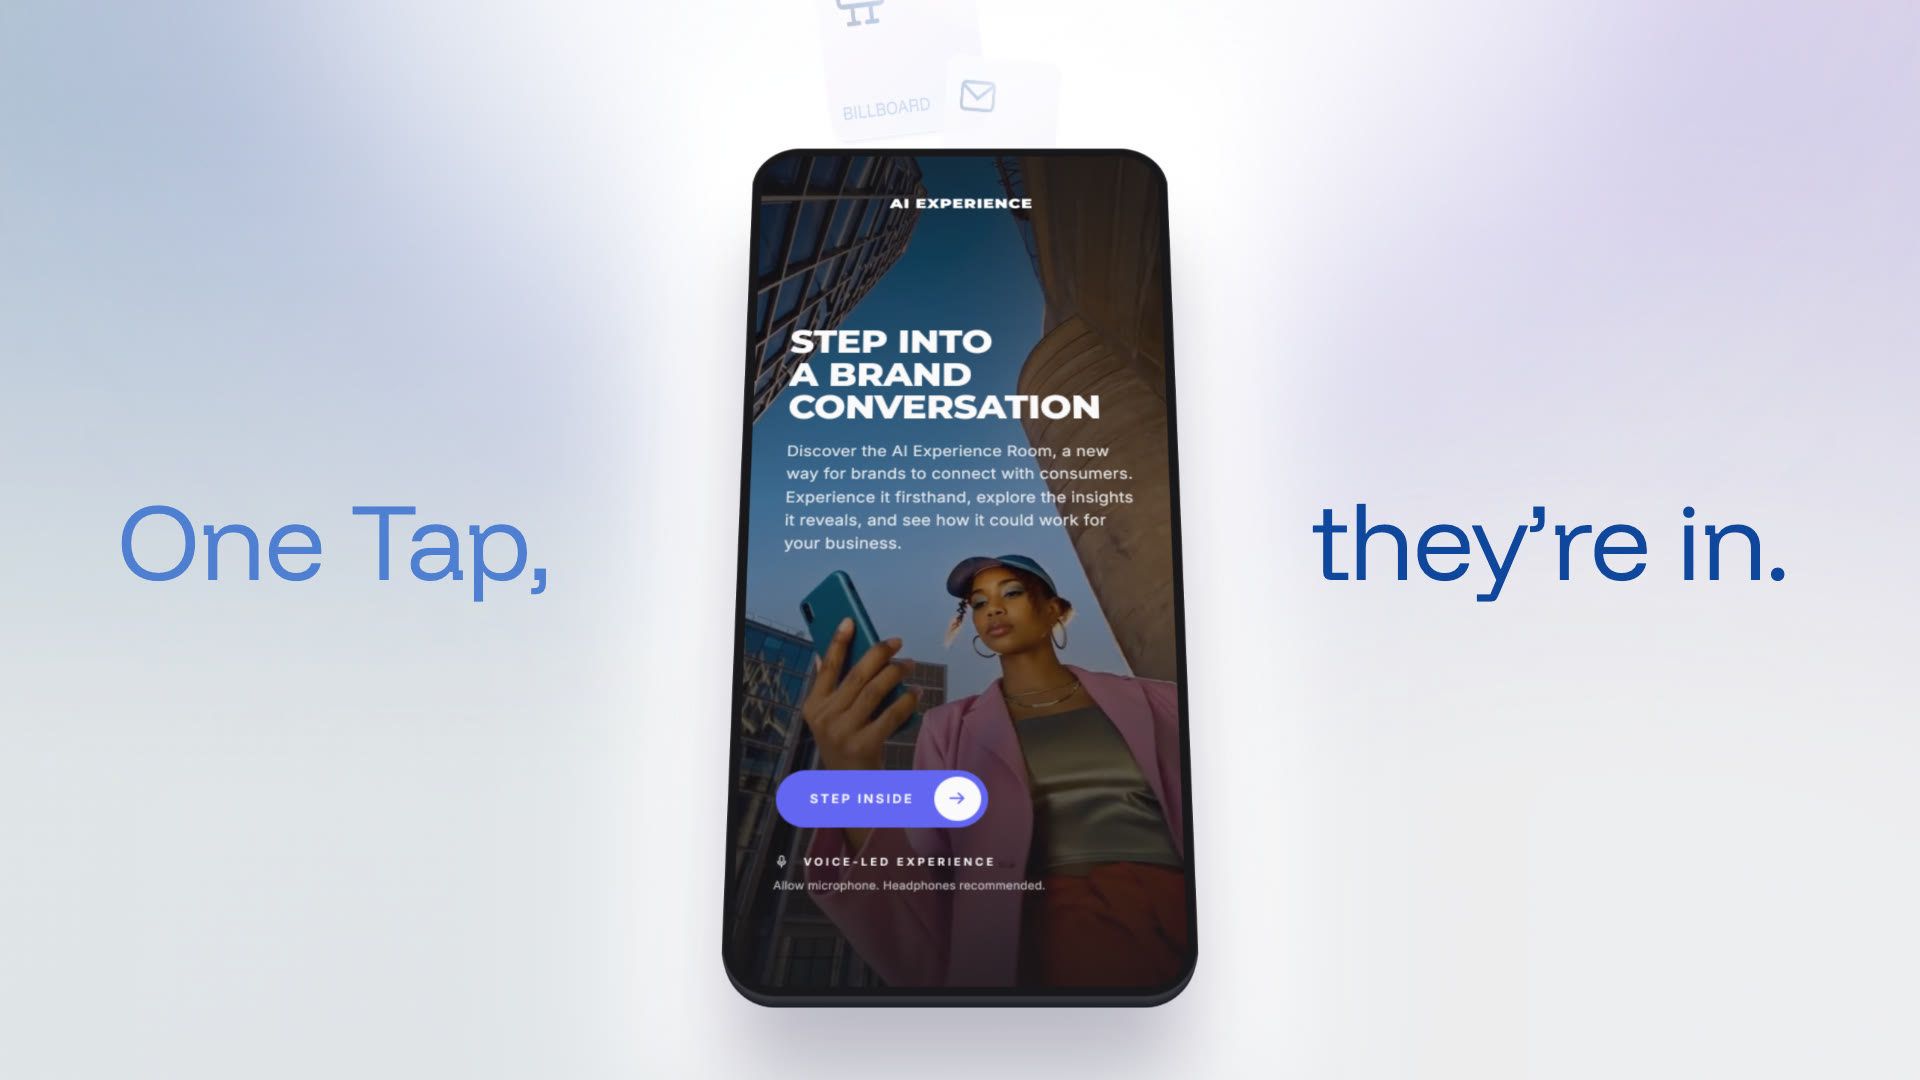 BILLBOARD
AI EXPERIENCE
STEP INTO
A BRAND
CONVERSATION
Discover the AI Experience Room, a new
way for brands to connect with consumers.
Experience it firsthand, explore the insights
it reveals, and see how it could work for
your business.
One Tap,
they’re in.
STEP INSIDE
VOICE-LED EXPERIENCE
Allow microphone. Headphones recommended.